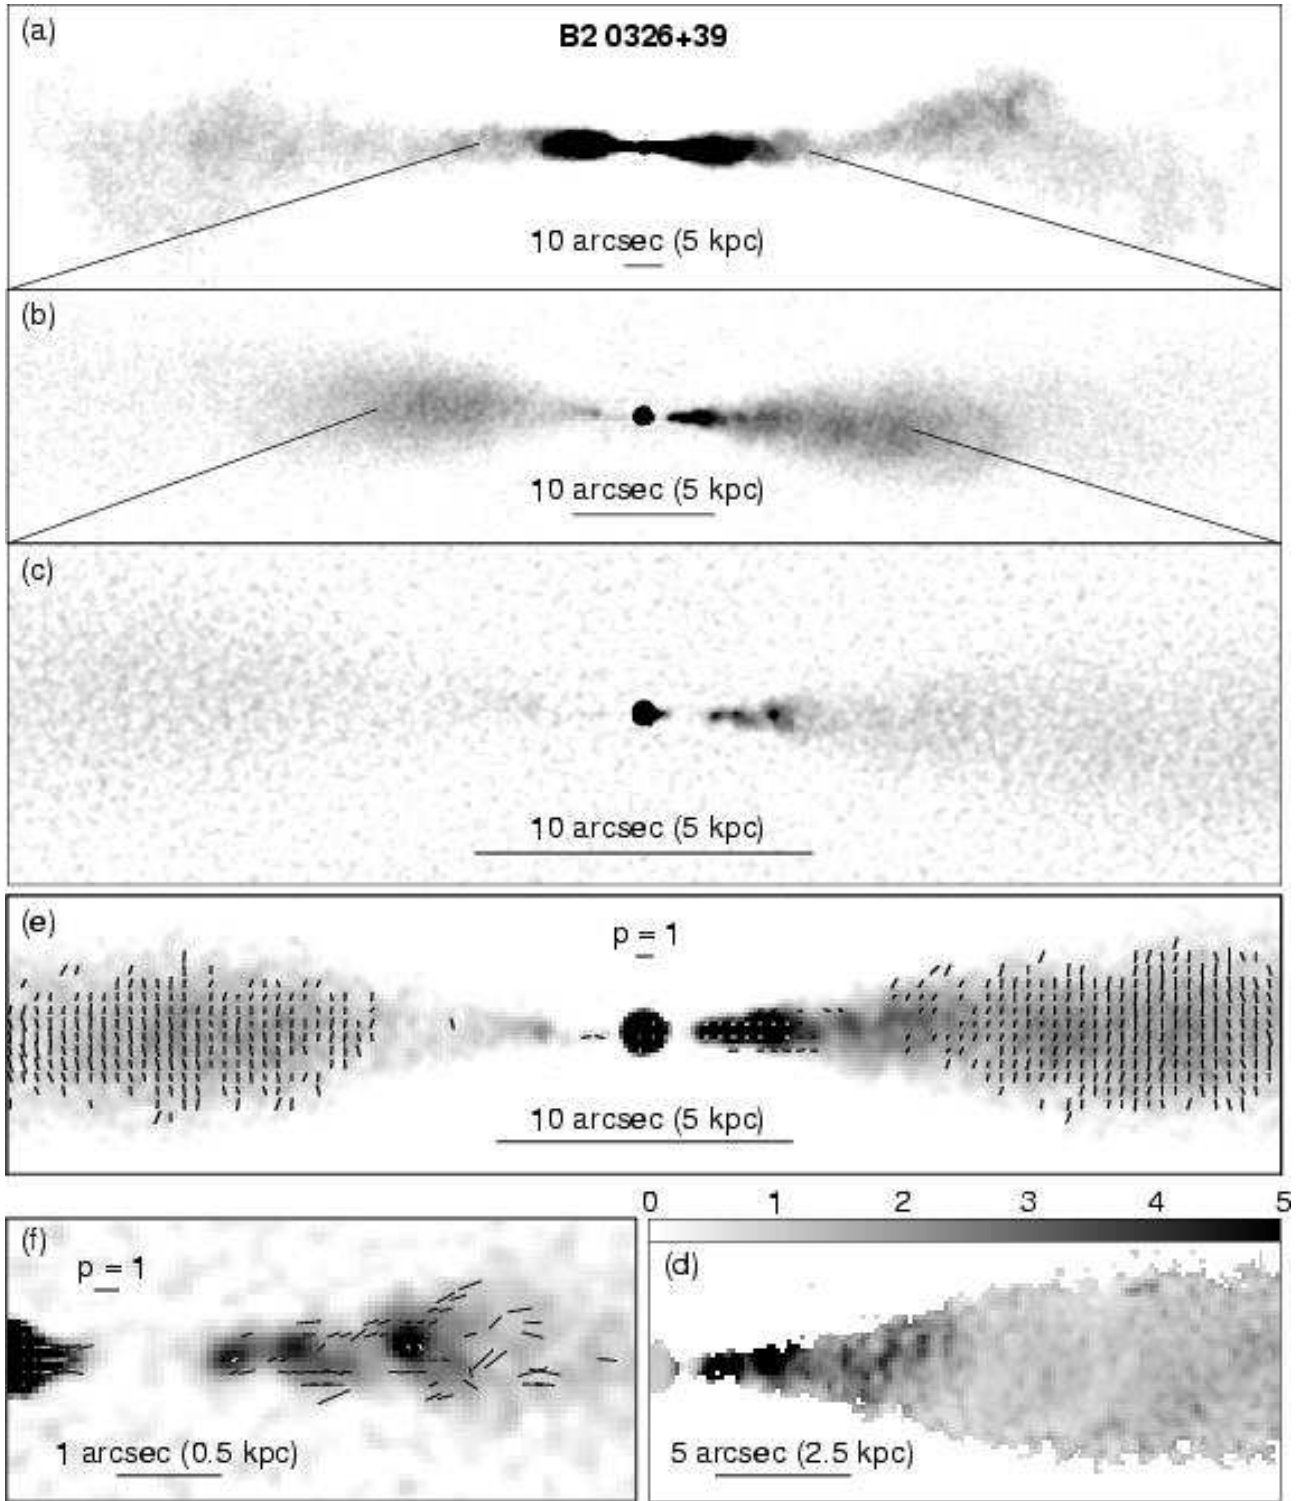 (a)
B2 0326+39
10 arcsec (5 kpc)
(b)
10 arcsec (5 kpc)
(c)
10 arcsec (5 kpc)
(e)
p = 1
10 arcsec (5 kpc)
0 1 2 3 4 5
(f)
p = 1
1 arcsec (0.5 kpc)
(d)
5 arcsec (2.5 kpc)